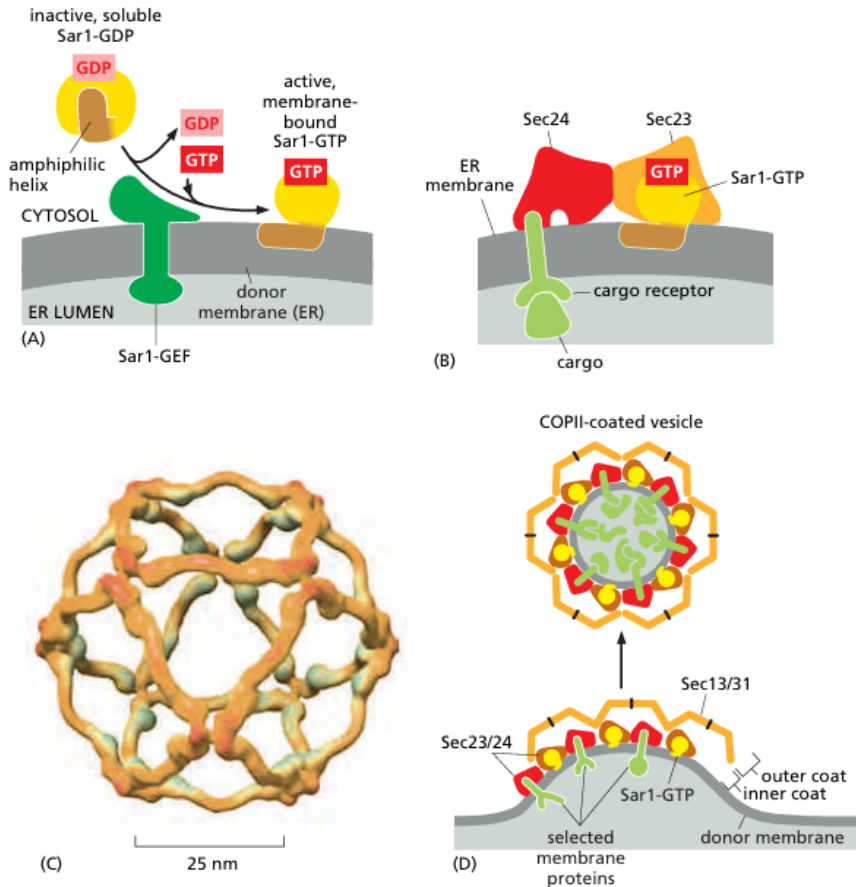 inactive, soluble
Sar1-GDP
GDP
amphiphilic
helix
GDP
GTP
active,
membrane-
bound
Sar1-GTP
GTP
CYTOSOL
donor
membrane (ER)
ER LUMEN
(A)
Sar1-GEF
Sec24
Sec23
ER
membrane
GTP
Sar1-GTP
cargo receptor
cargo
(B)
(C)
25 nm
COPII-coated vesicle
Sec13/31
Sec23/24
outer coat
inner coat
Sar1-GTP
selected
membrane
proteins
donor membrane
(D)